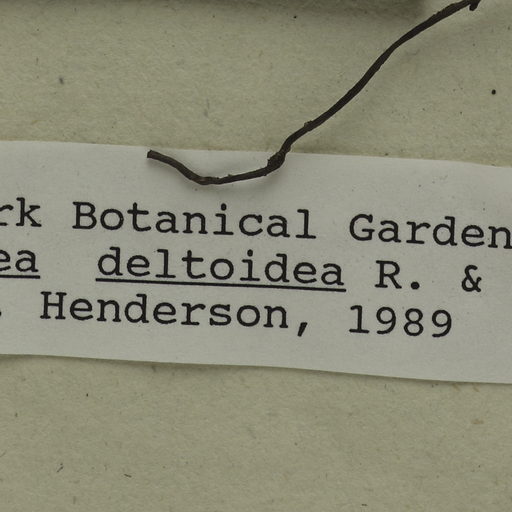 rk Botanical Garden
ea deltoidea R. &
. Henderson, 1989